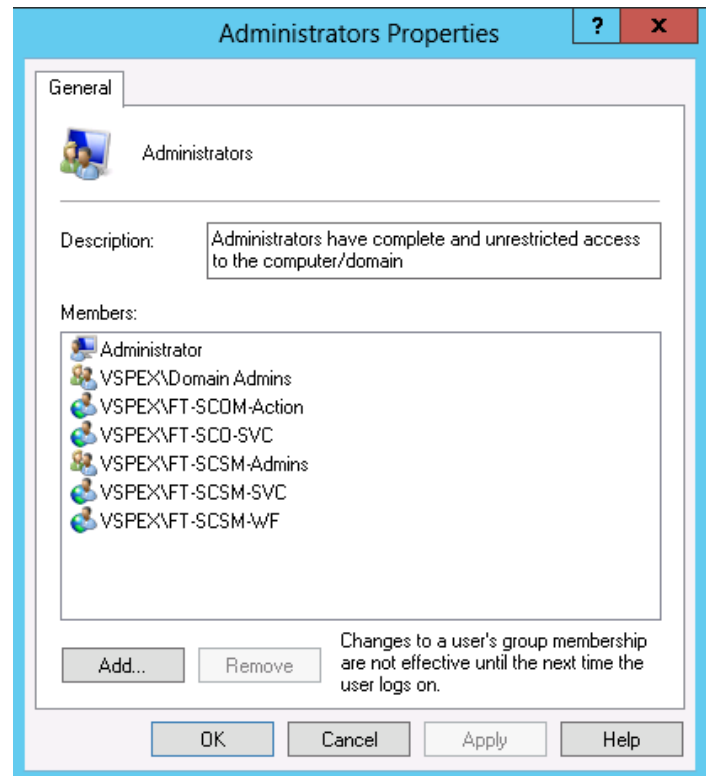 Administrators Properties
?
x
General
Administrators
Description:
Administrators have complete and unrestricted access
to the computer/domain
Members:
Administrator
VSPEX\Domain Admins
VSPEX\FT-SCOM-Action
VSPEX\FT-SCO-SVC
VSPEX\FT-SCSM-Admins
VSPEX\FT-SCSM-SVC
VSPEX\FT-SCSM-WF
Add...
Remove
Changes to a user's group membership
are not effective until the next time the
user logs on.
OK
Cancel
Apply
Help